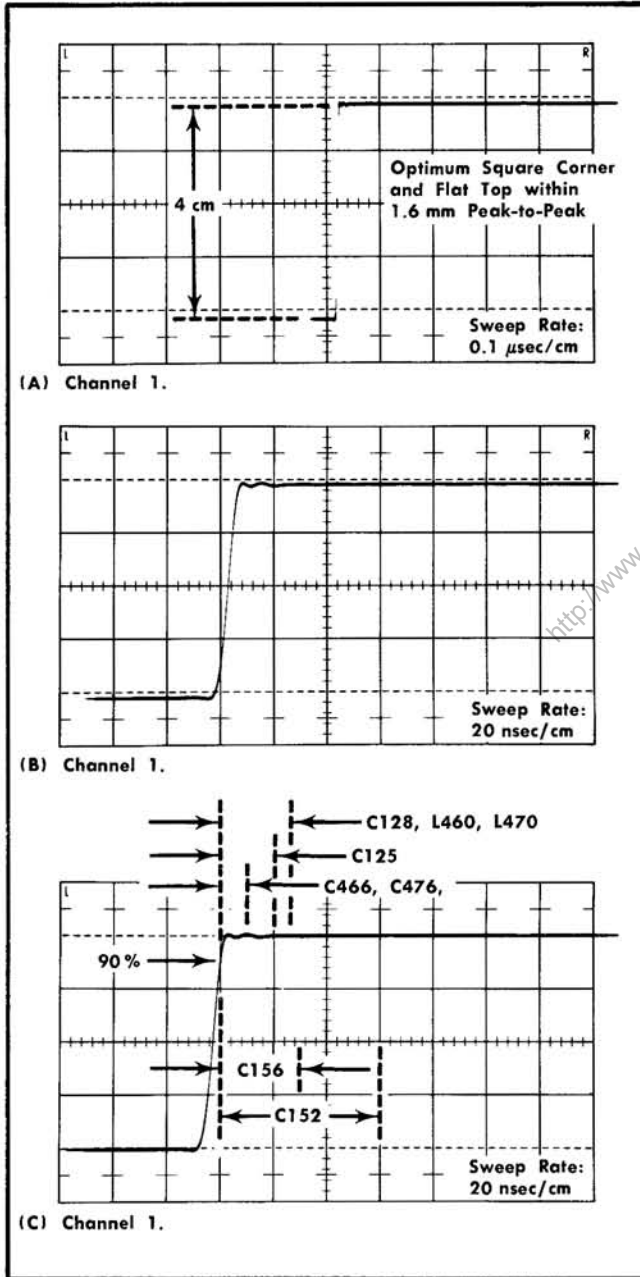 L R
4 cm
Optimum Square Corner
and Flat Top within
1.6 mm Peak-to-Peak
Sweep Rate:
0.1 μsec/cm
(A) Channel 1.
L R
http://www.
Sweep Rate:
20 nsec/cm
(B) Channel 1.
C128, L460, L470
C125
C466, C476,
L
90%
C156
C152
Sweep Rate:
20 nsec/cm
(C) Channel 1.